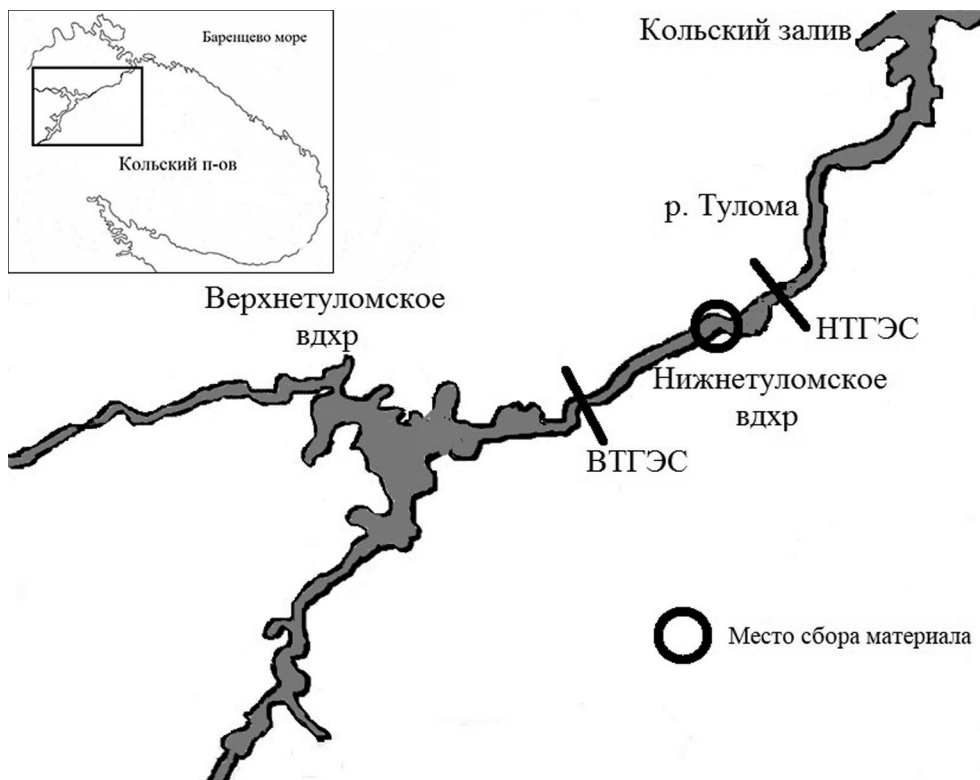 Баренцево море
Кольский п-ов
Кольский залив
р. Тулома
Верхнетуломское
вдхр
НТГЭС
Нижнетуломское
вдхр
ВТГЭС
Место сбора материала